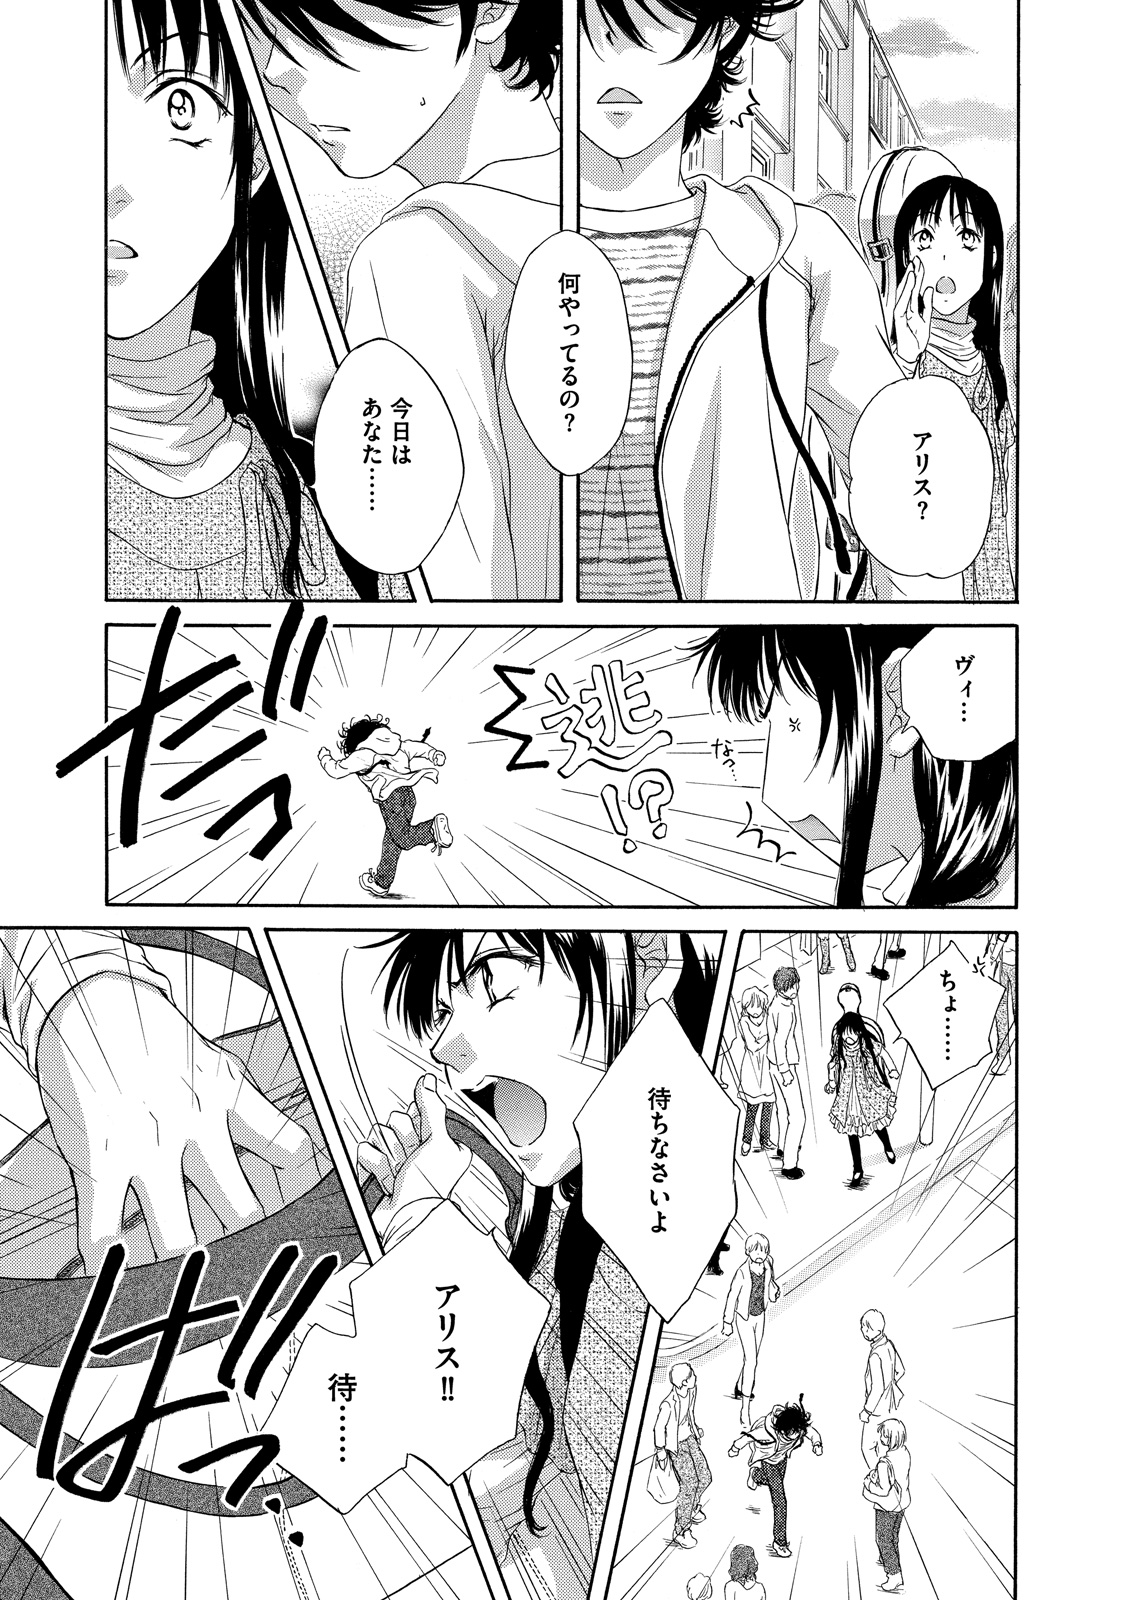 アリス？
何やってるの？
今日は
あなた……
ヴィ…
なっ…
逃!?
ダッ
ちょ……
待ちなさいよ
アリス!!
待……
ばっ